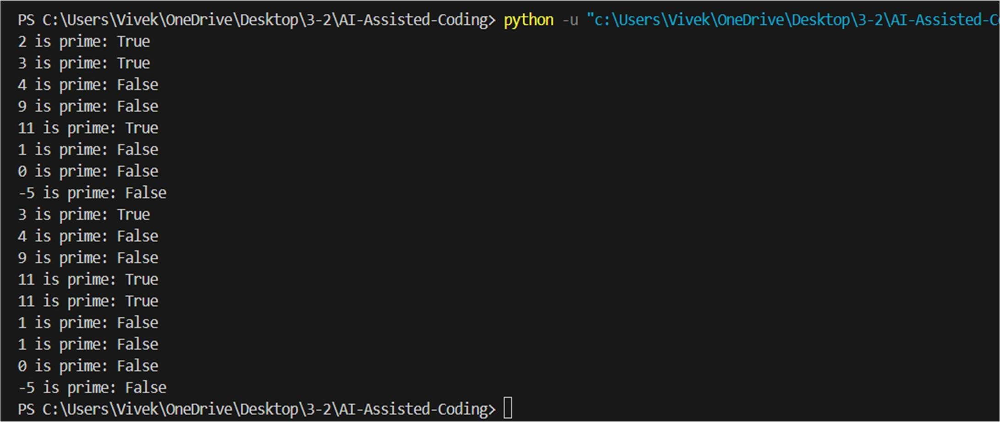 PS C:\Users\Vivek\OneDrive\Desktop\3-2\AI-Assisted-Coding> python -u "c:\Users\Vivek\OneDrive\Desktop\3-2\AI-Assisted-C
2 is prime: True
3 is prime: True
4 is prime: False
9 is prime: False
11 is prime: True
1 is prime: False
0 is prime: False
-5 is prime: False
3 is prime: True
4 is prime: False
9 is prime: False
11 is prime: True
11 is prime: True
1 is prime: False
1 is prime: False
0 is prime: False
-5 is prime: False
PS C:\Users\Vivek\OneDrive\Desktop\3-2\AI-Assisted-Coding>